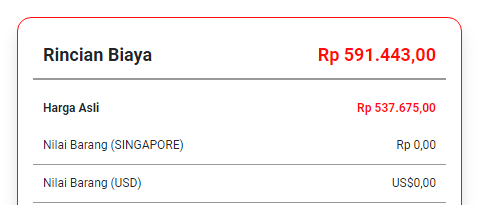 Rincian Biaya Rp 591.443,00
Harga Asli Rp 537.675,00
Nilai Barang (SINGAPORE) Rp 0,00
Nilai Barang (USD) US$0,00